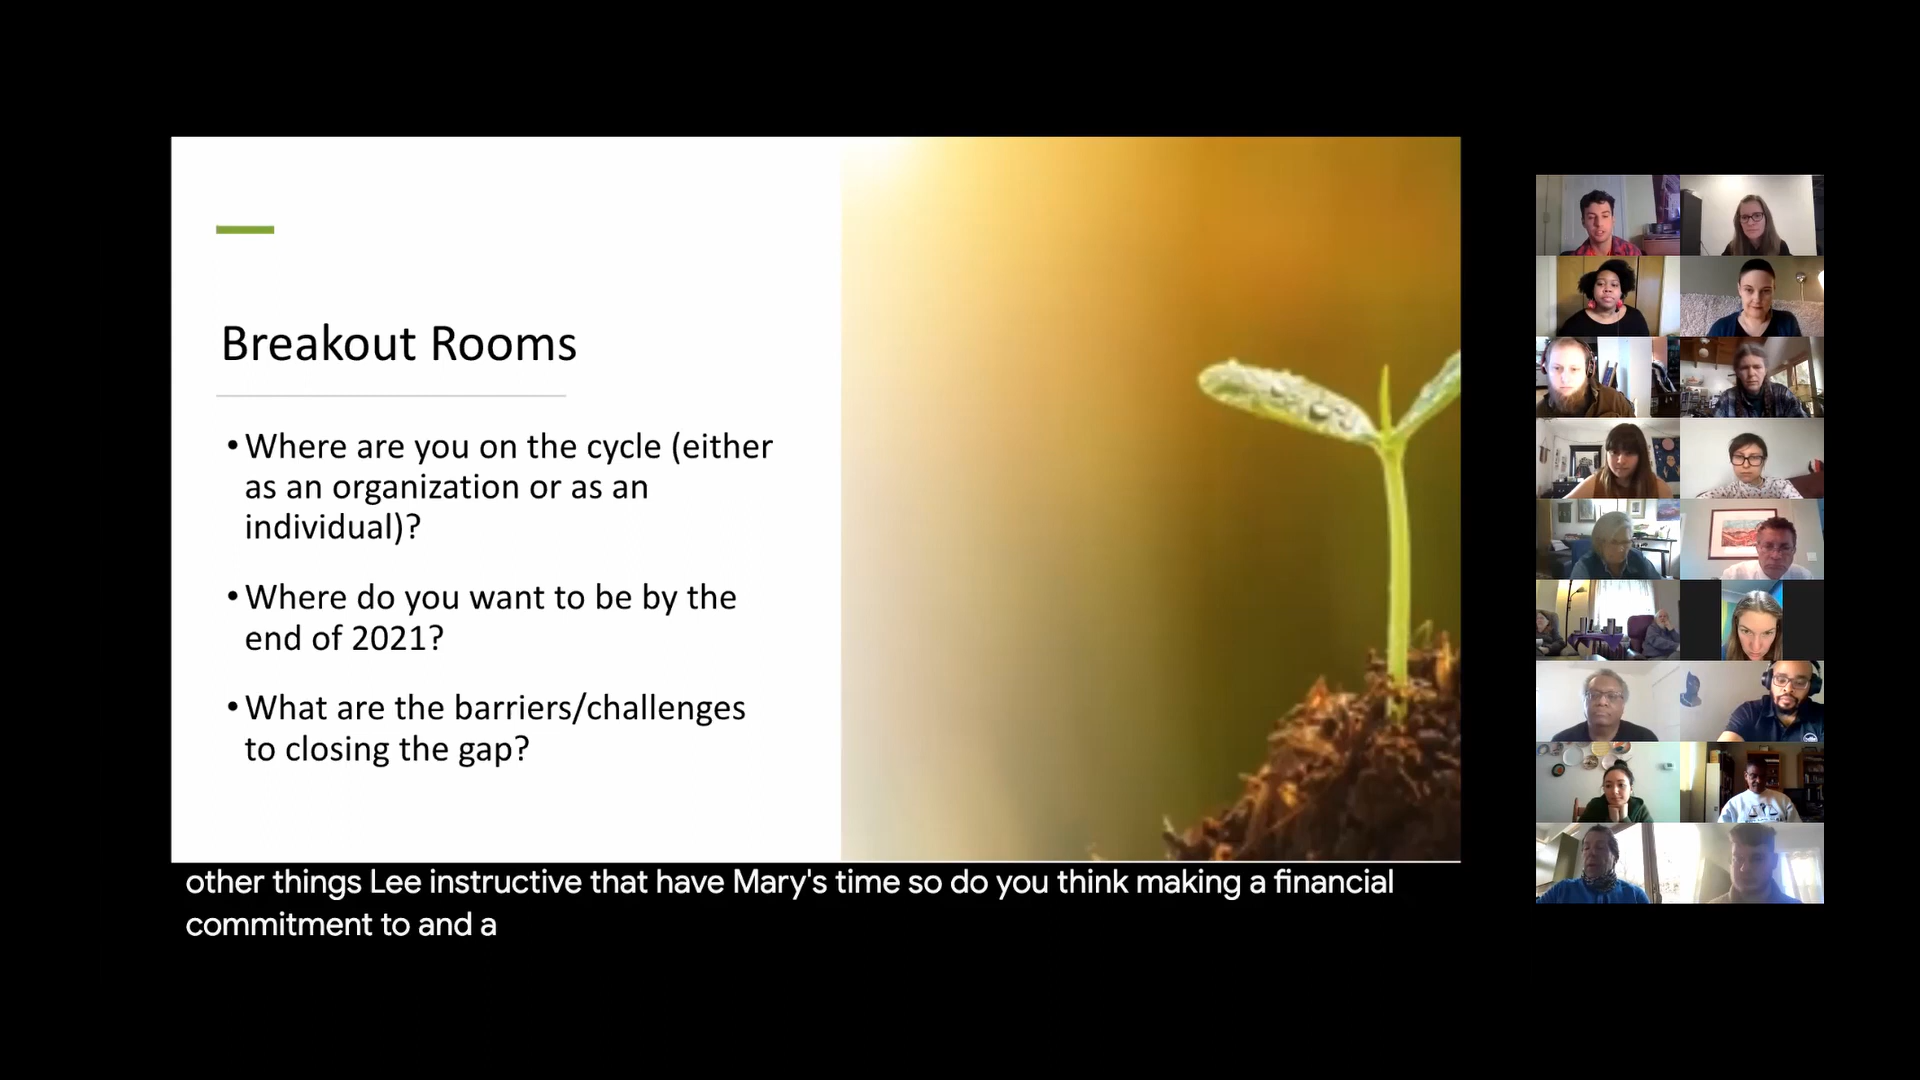 Breakout Rooms
•Where are you on the cycle (either
as an organization or as an
individual)?
•Where do you want to be by the
end of 2021?
•What are the barriers/challenges
to closing the gap?
other things Lee instructive that have Mary's time so do you think making a financial
commitment to and a